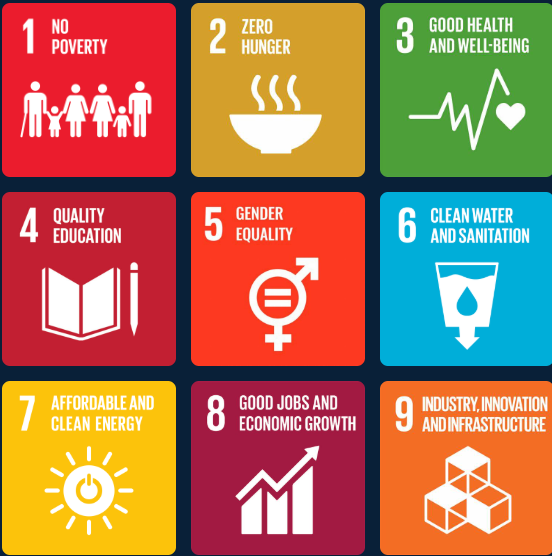 1 NO
POVERTY
2 ZERO
HUNGER
3 GOOD HEALTH
AND WELL-BEING
4 QUALITY
EDUCATION
5 GENDER
EQUALITY
6 CLEAN WATER
AND SANITATION
7 AFFORDABLE AND
CLEAN ENERGY
8 GOOD JOBS AND
ECONOMIC GROWTH
9 INDUSTRY, INNOVATION
AND INFRASTRUCTURE